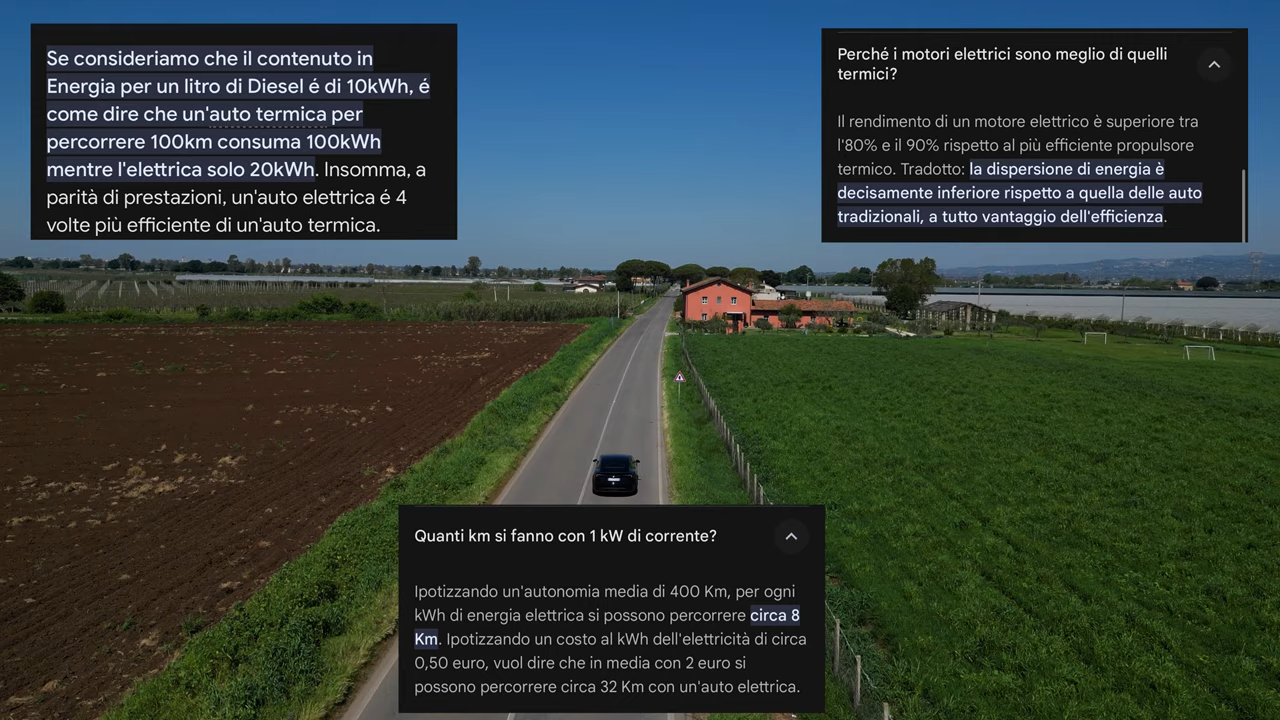 Se consideriamo che il contenuto in
Energia per un litro di Diesel é di 10kWh, é
come dire che un'auto termica per
percorrere 100km consuma 100kWh
mentre l'elettrica solo 20kWh. Insomma, a
parità di prestazioni, un'auto elettrica é 4
volte più efficiente di un'auto termica.
Perché i motori elettrici sono meglio di quelli
termici?
Il rendimento di un motore elettrico è superiore tra
l'80% e il 90% rispetto al più efficiente propulsore
termico. Tradotto: la dispersione di energia è
decisamente inferiore rispetto a quella delle auto
tradizionali, a tutto vantaggio dell'efficienza.
Quanti km si fanno con 1 kW di corrente?
Ipotizzando un'autonomia media di 400 Km, per ogni
kWh di energia elettrica si possono percorrere circa 8
Km. Ipotizzando un costo al kWh dell'elettricità di circa
0,50 euro, vuol dire che in media con 2 euro si
possono percorrere circa 32 Km con un'auto elettrica.